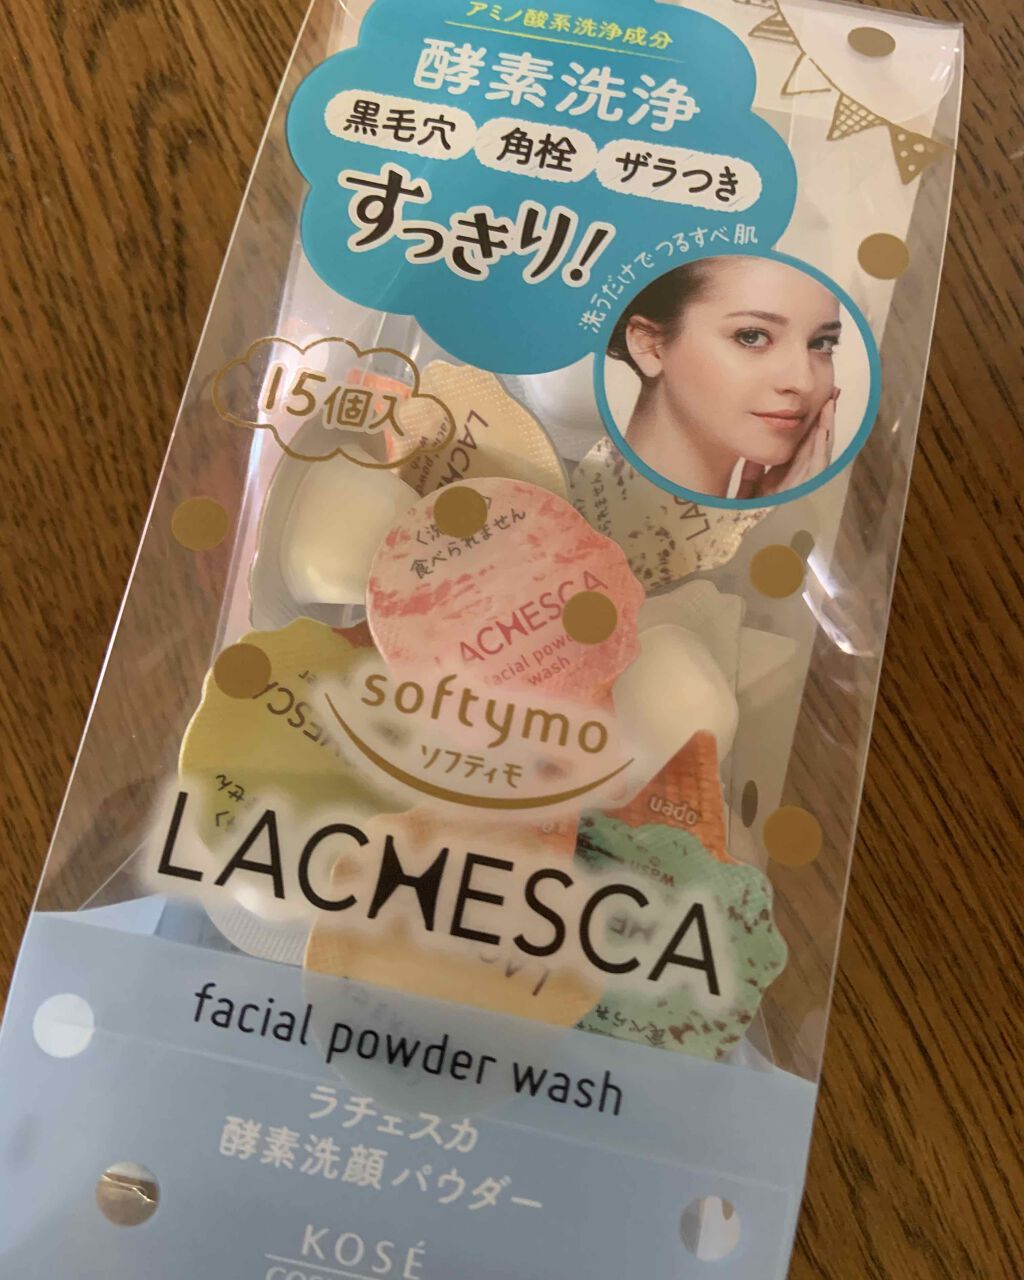 アミノ酸系洗浄成分
酵素洗浄
黒毛穴 角栓 ザラつき
すっきり!
洗うだけでつるすべ肌
15個入
LAC
食べられません
LACHESCA
facial powder
wash
open
softymo
ソフティモ
LACHESCA
facial powder wash
ラチェスカ
酵素洗顔パウダー
KOSÉ